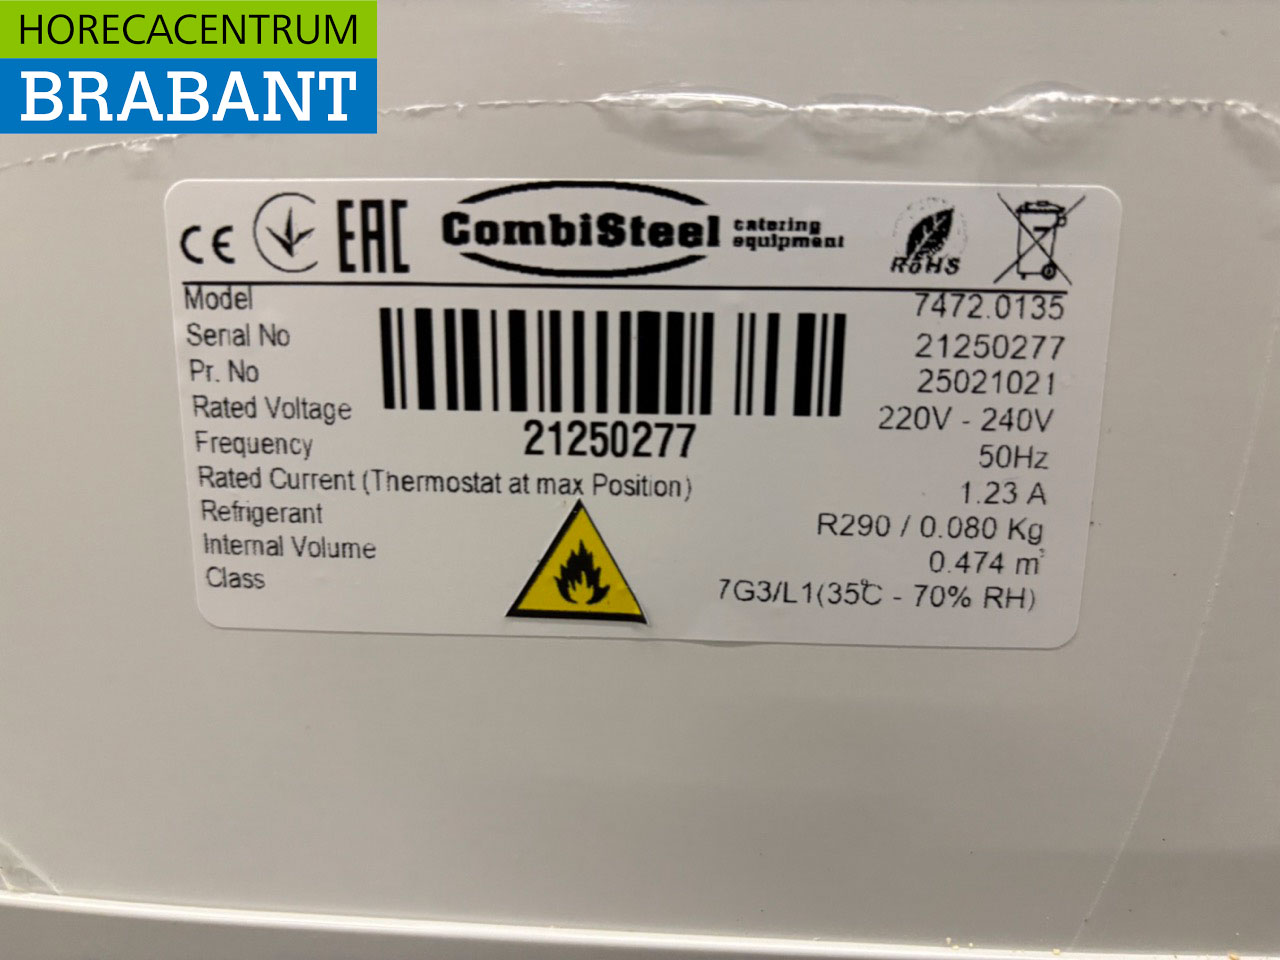 HORECACENTRUM
BRABANT
CE EAC CombiSteel catering equipment RoHS
Model 7472.0135
Serial No 21250277
Pr. No 25021021
Rated Voltage 220V - 240V
Frequency 21250277 50Hz
Rated Current (Thermostat at max Position) 1.23 A
Refrigerant R290 / 0.080 Kg
Internal Volume 0.474 m³
Class 7G3/L1(35℃ - 70% RH)